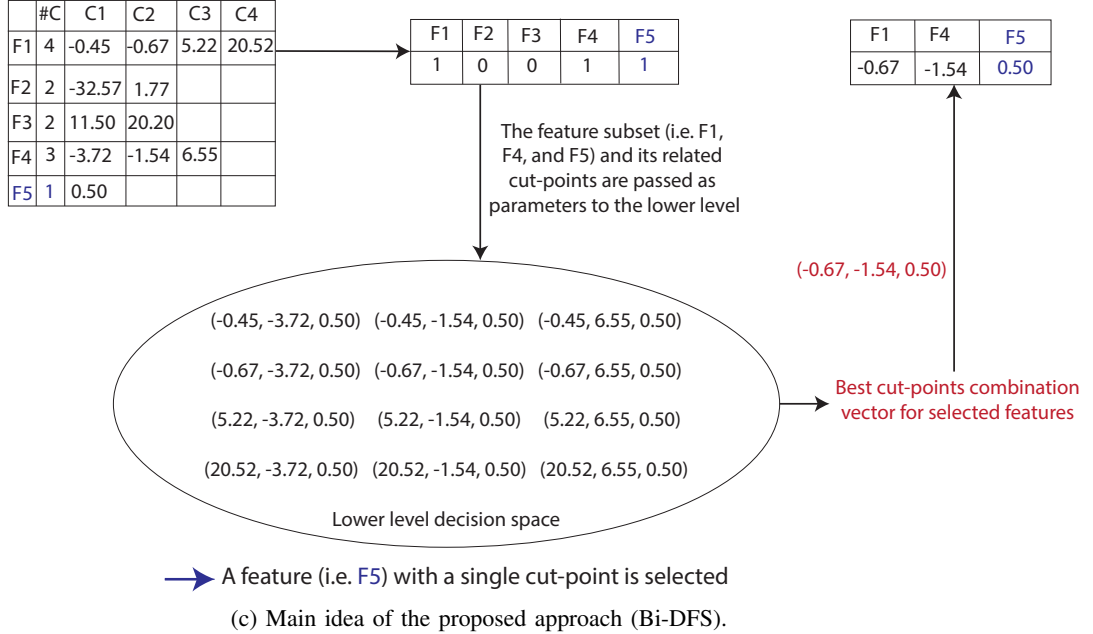 #C C1 C2 C3 C4
F1 4 -0.45 -0.67 5.22 20.52
F2 2 -32.57 1.77
F3 2 11.50 20.20
F4 3 -3.72 -1.54 6.55
F5 1 0.50
F1 F2 F3 F4 F5
1 0 0 1 1
F1 F4 F5
-0.67 -1.54 0.50
The feature subset (i.e. F1,
F4, and F5) and its related
cut-points are passed as
parameters to the lower level
(-0.67, -1.54, 0.50)
(-0.45, -3.72, 0.50) (-0.45, -1.54, 0.50) (-0.45, 6.55, 0.50)
(-0.67, -3.72, 0.50) (-0.67, -1.54, 0.50) (-0.67, 6.55, 0.50)
(5.22, -3.72, 0.50) (5.22, -1.54, 0.50) (5.22, 6.55, 0.50)
(20.52, -3.72, 0.50) (20.52, -1.54, 0.50) (20.52, 6.55, 0.50)
Lower level decision space
Best cut-points combination
vector for selected features
A feature (i.e. F5) with a single cut-point is selected
(c) Main idea of the proposed approach (Bi-DFS).